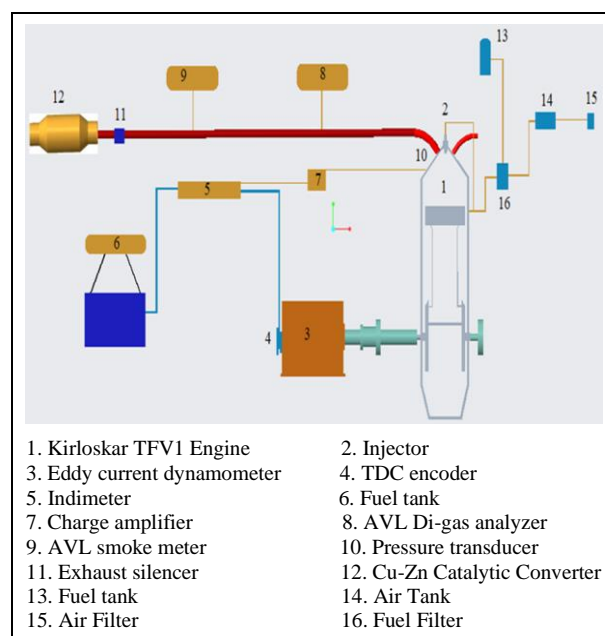 13
9
8
12
11
2
14
15
10
1
7
5
16
6
4
3
1. Kirloskar TFV1 Engine 2. Injector
3. Eddy current dynamometer 4. TDC encoder
5. Indimeter 6. Fuel tank
7. Charge amplifier 8. AVL Di-gas analyzer
9. AVL smoke meter 10. Pressure transducer
11. Exhaust silencer 12. Cu-Zn Catalytic Converter
13. Fuel tank 14. Air Tank
15. Air Filter 16. Fuel Filter